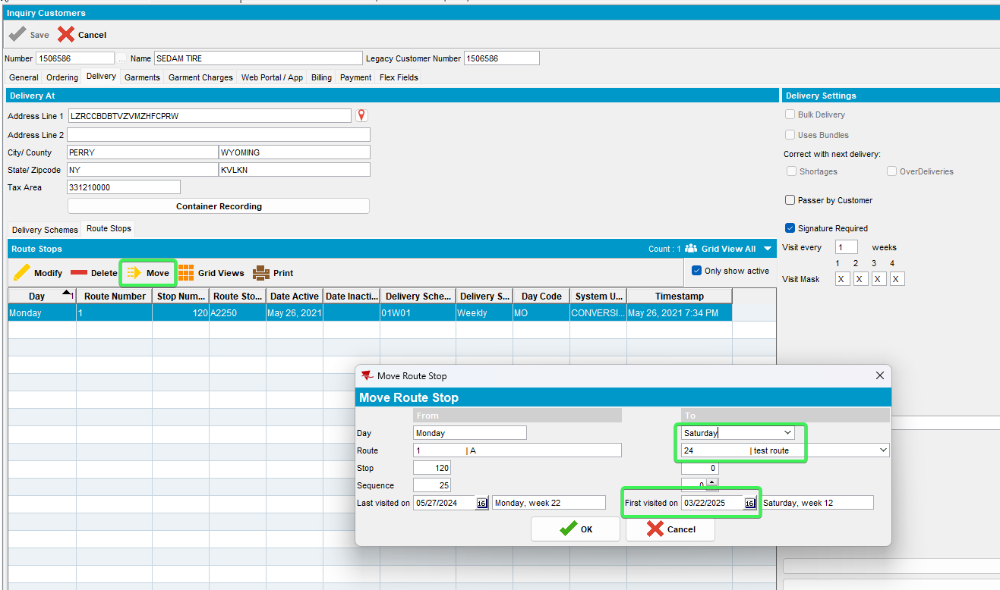 Inquiry Customers
Save Cancel
Number 1506586 ... Name SEDAM TIRE Legacy Customer Number 1506586
General Ordering Delivery Garments Garment Charges Web Portal / App Billing Payment Flex Fields
Delivery At
Address Line 1 LZRCCBDBTVZVMZHFCPRW
Address Line 2
City/ County PERRY WYOMING
State/ Zipcode NY KVLKN
Tax Area 331210000
Container Recording
Delivery Settings
Bulk Delivery
Uses Bundles
Correct with next delivery:
Shortages OverDeliveries
Passer by Customer
Signature Required
Visit every 1 weeks
1 2 3 4
Visit Mask X X X X
Delivery Schemes Route Stops
Route Stops Count : 1 Grid View All
Modify Delete Move Grid Views Print Only show active
Day 1 Route Number Stop Num... Route Sto... Date Active Date Inacti... Delivery Sche... Delivery S... Day Code System U... Timestamp
Monday 1 120 A2250 May 26, 2021 01W01 Weekly MO CONVERSI... May 26, 2021 7:34 PM
Move Route Stop
Move Route Stop
From To
Day Monday Saturday
Route 1 | A 24 | test route
Stop 120 0
Sequence 25 0
Last visited on 05/27/2024 16 Monday, week 22 First visited on 03/22/2025 16 Saturday, week 12
OK Cancel